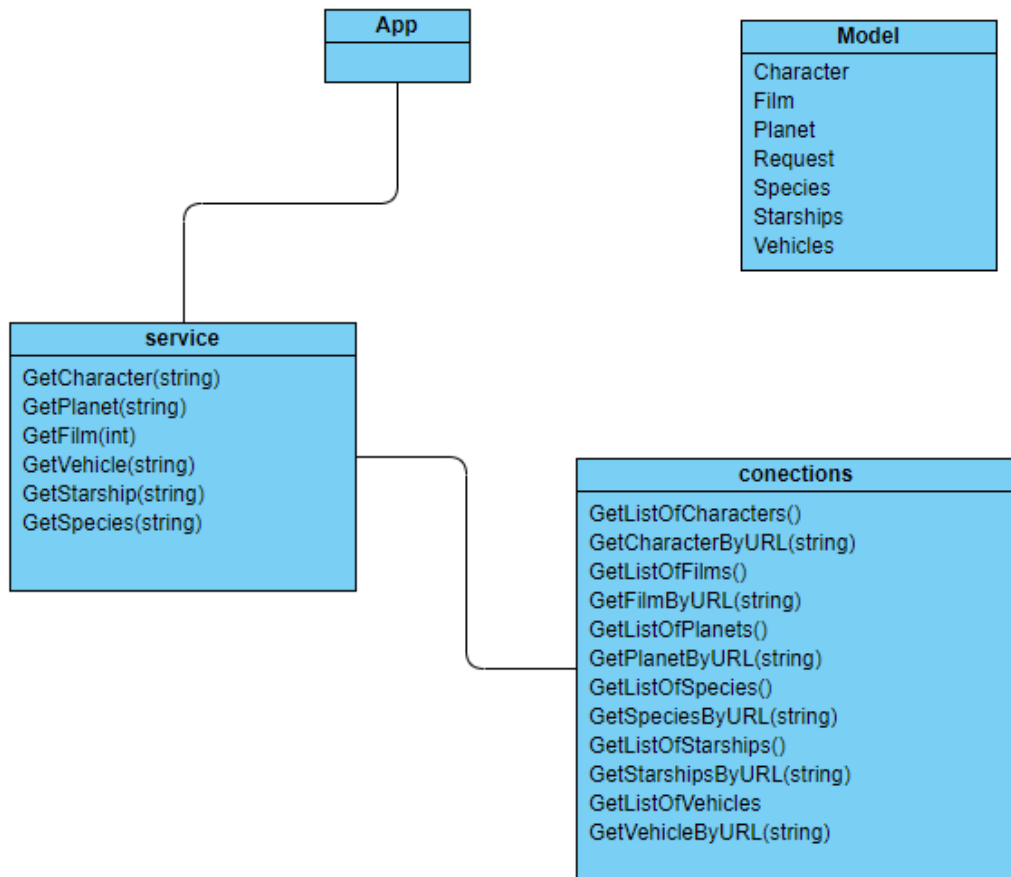 App
Model
Character
Film
Planet
Request
Species
Starships
Vehicles
service
GetCharacter(string)
GetPlanet(string)
GetFilm(int)
GetVehicle(string)
GetStarship(string)
GetSpecies(string)
conections
GetListOfCharacters()
GetCharacterByURL(string)
GetListOfFilms()
GetFilmByURL(string)
GetListOfPlanets()
GetPlanetByURL(string)
GetListOfSpecies()
GetSpeciesByURL(string)
GetListOfStarships()
GetStarshipsByURL(string)
GetListOfVehicles
GetVehicleByURL(string)